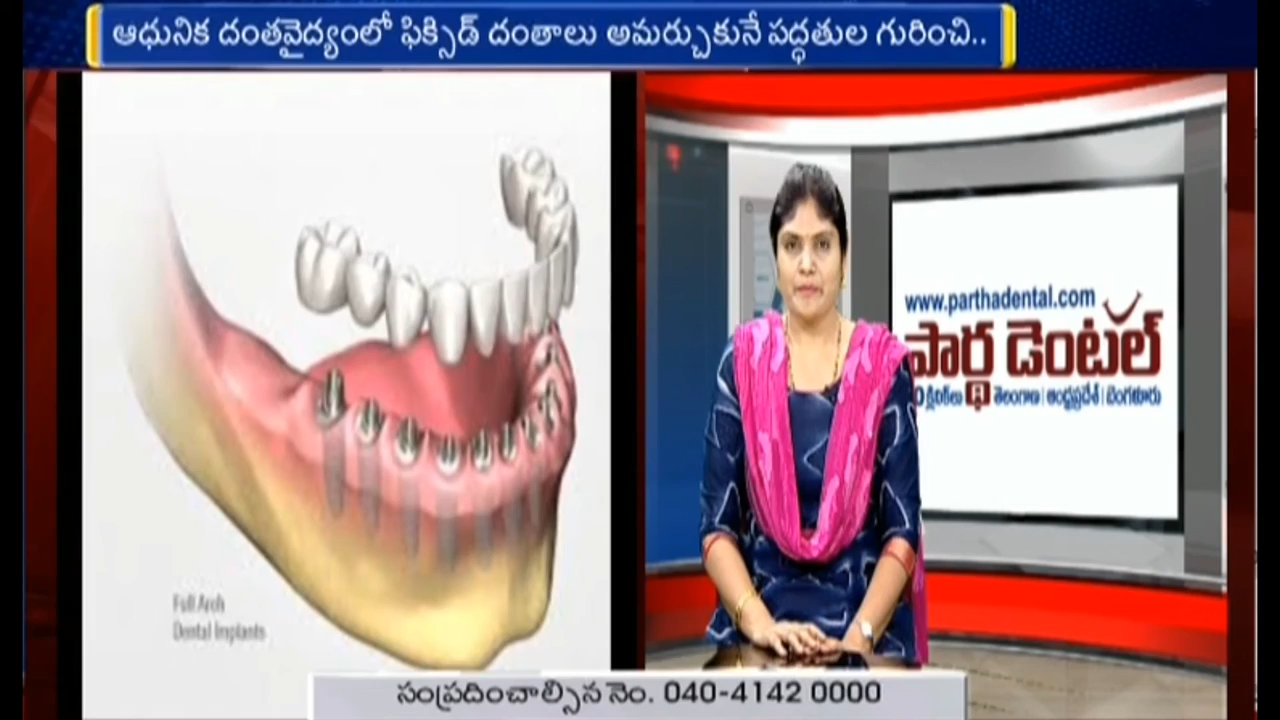 ఆధునిక దంతవైద్యంలో ఫిక్సిడ్ దంతాలు అమర్చుకునే పద్ధతుల గురించి..
www.parthadental.com
పార్థ డెంటల్
క్లినిక్‌లు తెలంగాణ | ఆంధ్రప్రదేశ్ | బెంగళూరు
Full Arch
Dental Implants
సంప్రదించాల్సిన నెం. 040-4142 0000